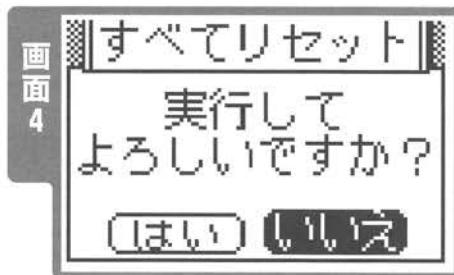 画面4
すべてリセット
実行して
よろしいですか?
はい いいえ